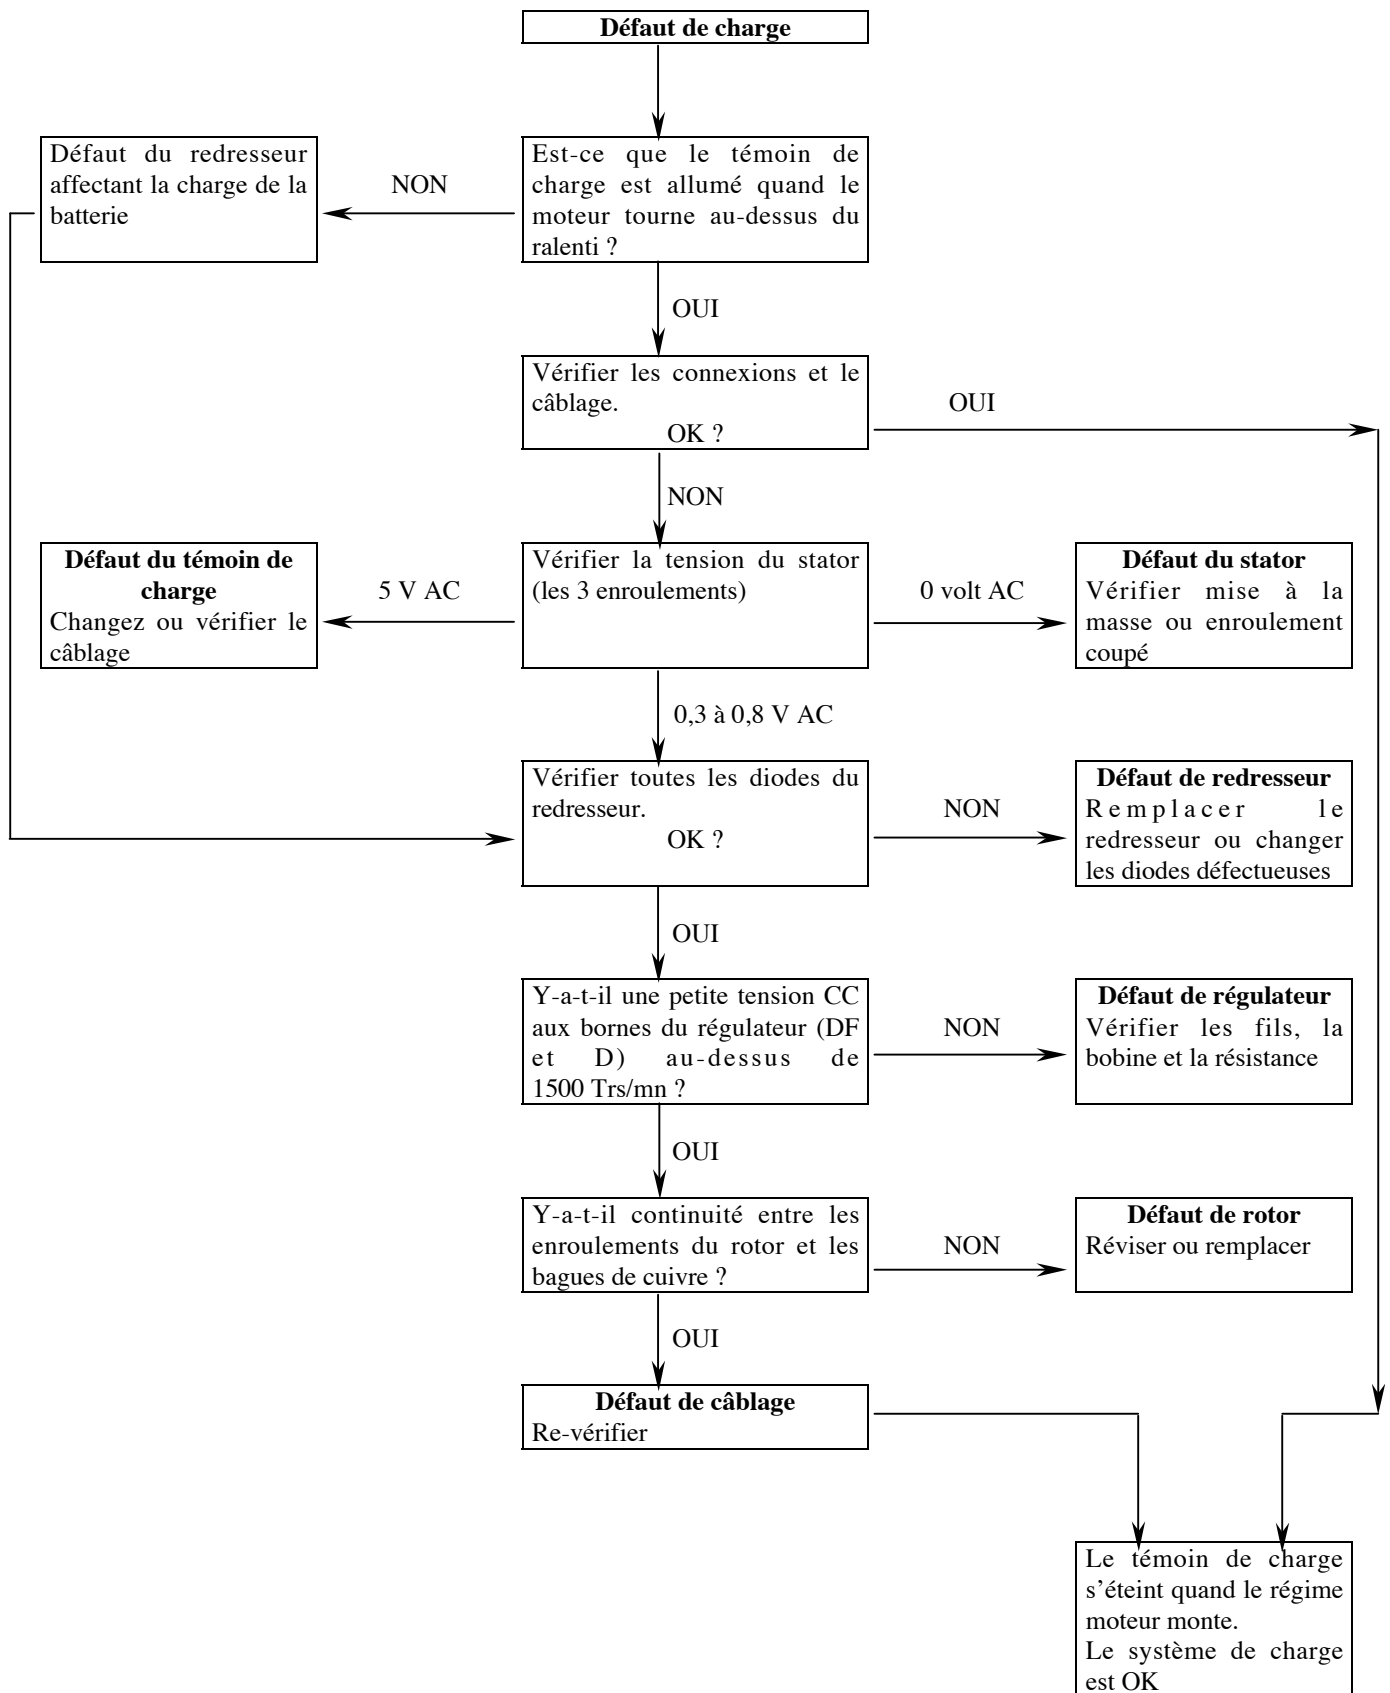 Défaut de charge
Défaut du redresseur
affectant la charge de la
batterie
NON
Est-ce que le témoin de
charge est allumé quand le
moteur tourne au-dessus du
ralenti ?
OUI
Vérifier les connexions et le
câblage.
OK ?
OUI
NON
Défaut du témoin de
charge
Changez ou vérifier le
câblage
5 V AC
Vérifier la tension du stator
(les 3 enroulements)
0 volt AC
Défaut du stator
Vérifier mise à la
masse ou enroulement
coupé
0,3 à 0,8 V AC
Vérifier toutes les diodes du
redresseur.
OK ?
NON
Défaut de redresseur
Remplacer le
redresseur ou changer
les diodes défectueuses
OUI
Y-a-t-il une petite tension CC
aux bornes du régulateur (DF
et D) au-dessus de
1500 Trs/mn ?
NON
Défaut de régulateur
Vérifier les fils, la
bobine et la résistance
OUI
Y-a-t-il continuité entre les
enroulements du rotor et les
bagues de cuivre ?
NON
Défaut de rotor
Réviser ou remplacer
OUI
Défaut de câblage
Re-vérifier
Le témoin de charge
s’éteint quand le régime
moteur monte.
Le système de charge
est OK